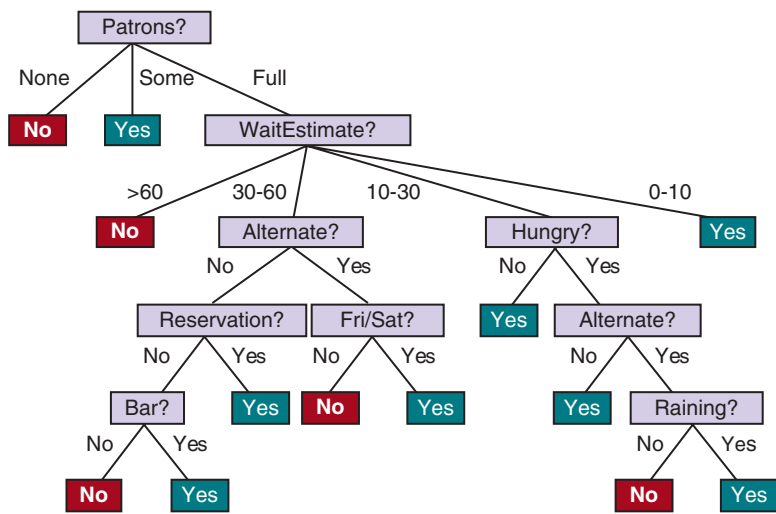 Patrons?
None Some Full
No Yes WaitEstimate?
>60 30-60 10-30 0-10
No Alternate? Hungry? Yes
No Yes No Yes
Reservation? Fri/Sat? Yes Alternate?
No Yes No Yes No Yes
Bar? Yes No Yes Yes Raining?
No Yes No Yes
No Yes No Yes